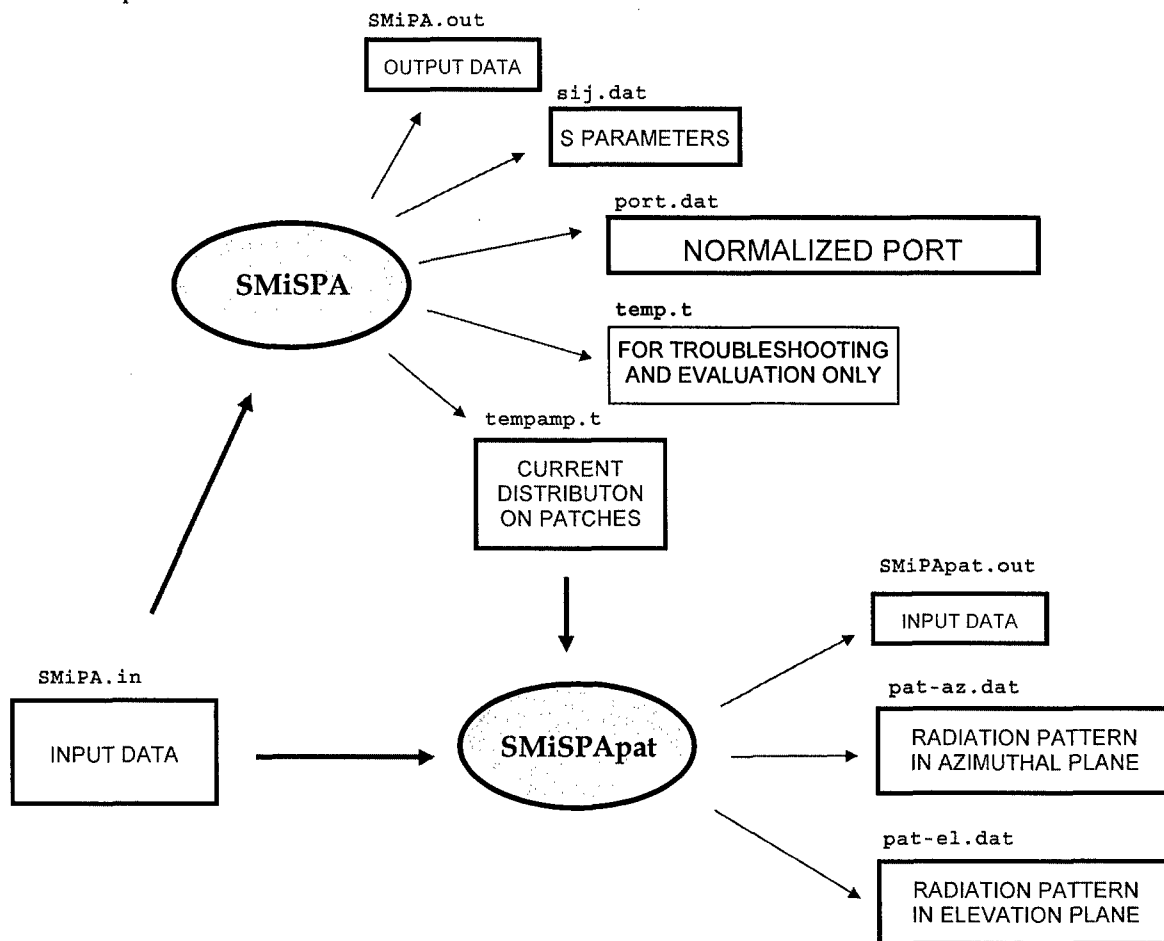 SMiPA.out
OUTPUT DATA
sij.dat
S PARAMETERS
port.dat
NORMALIZED PORT
SMiSPA
temp.t
FOR TROUBLESHOOTING
AND EVALUATION ONLY
tempamp.t
CURRENT
DISTRIBUTON
ON PATCHES
SMiPApat.out
INPUT DATA
SMiPA.in
INPUT DATA
SMiSPApat
pat-az.dat
RADIATION PATTERN
IN AZIMUTHAL PLANE
pat-el.dat
RADIATION PATTERN
IN ELEVATION PLANE